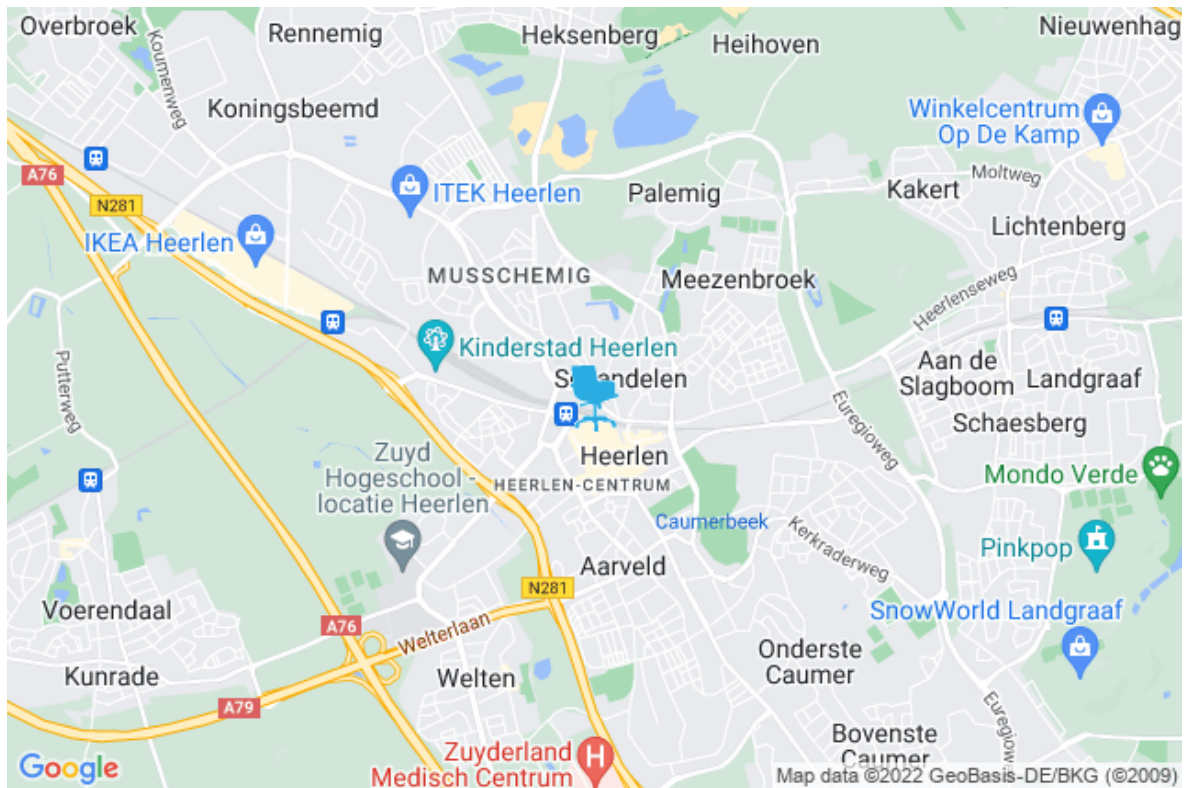 Overbroek
Rennemig
Heksenberg
Heihoven
Nieuwenhag
Koumenweg
Koningsbeemd
Winkelcentrum
Op De Kamp
A76
N281
ITEK Heerlen
Palemig
Kakert
Moltweg
Lichtenberg
IKEA Heerlen
MUSSCHEMIG
Meezenbroek
Heerlenseweg
Putterweg
Kinderstad Heerlen
Aan de
Slagboom
Landgraaf
Schaesberg
Euregioweg
Zuyd
Hogeschool -
locatie Heerlen
Heerlen
HEERLEN-CENTRUM
Mondo Verde
Caumerbeek
Kerkraderweg
Pinkpop
Aarveld
N281
Voerendaal
A76
Welterlaan
SnowWorld Landgraaf
Kunrade
Welten
Onderste
Caumer
A79
Euregiowe
Bovenste
Caumer
Zuyderland
Medisch Centrum
H
Google
Map data ©2022 GeoBasis-DE/BKG (©2009)